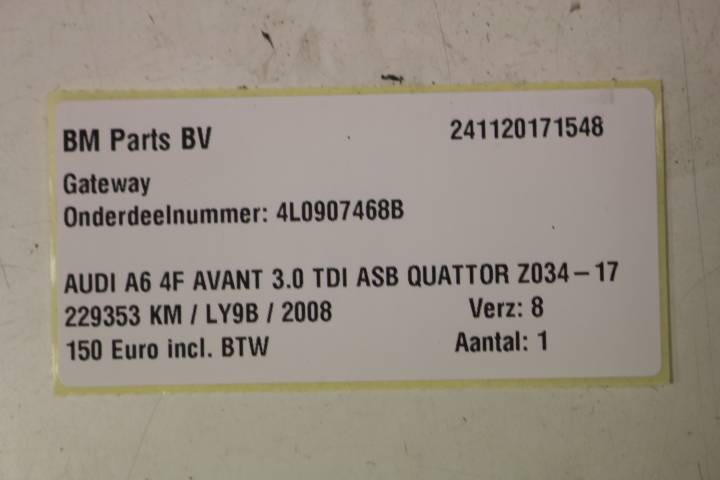 BM Parts BV 241120171548
Gateway
Onderdeelnummer: 4L0907468B
AUDI A6 4F AVANT 3.0 TDI ASB QUATTOR Z034-17
229353 KM / LY9B / 2008 Verz: 8
150 Euro incl. BTW Aantal: 1